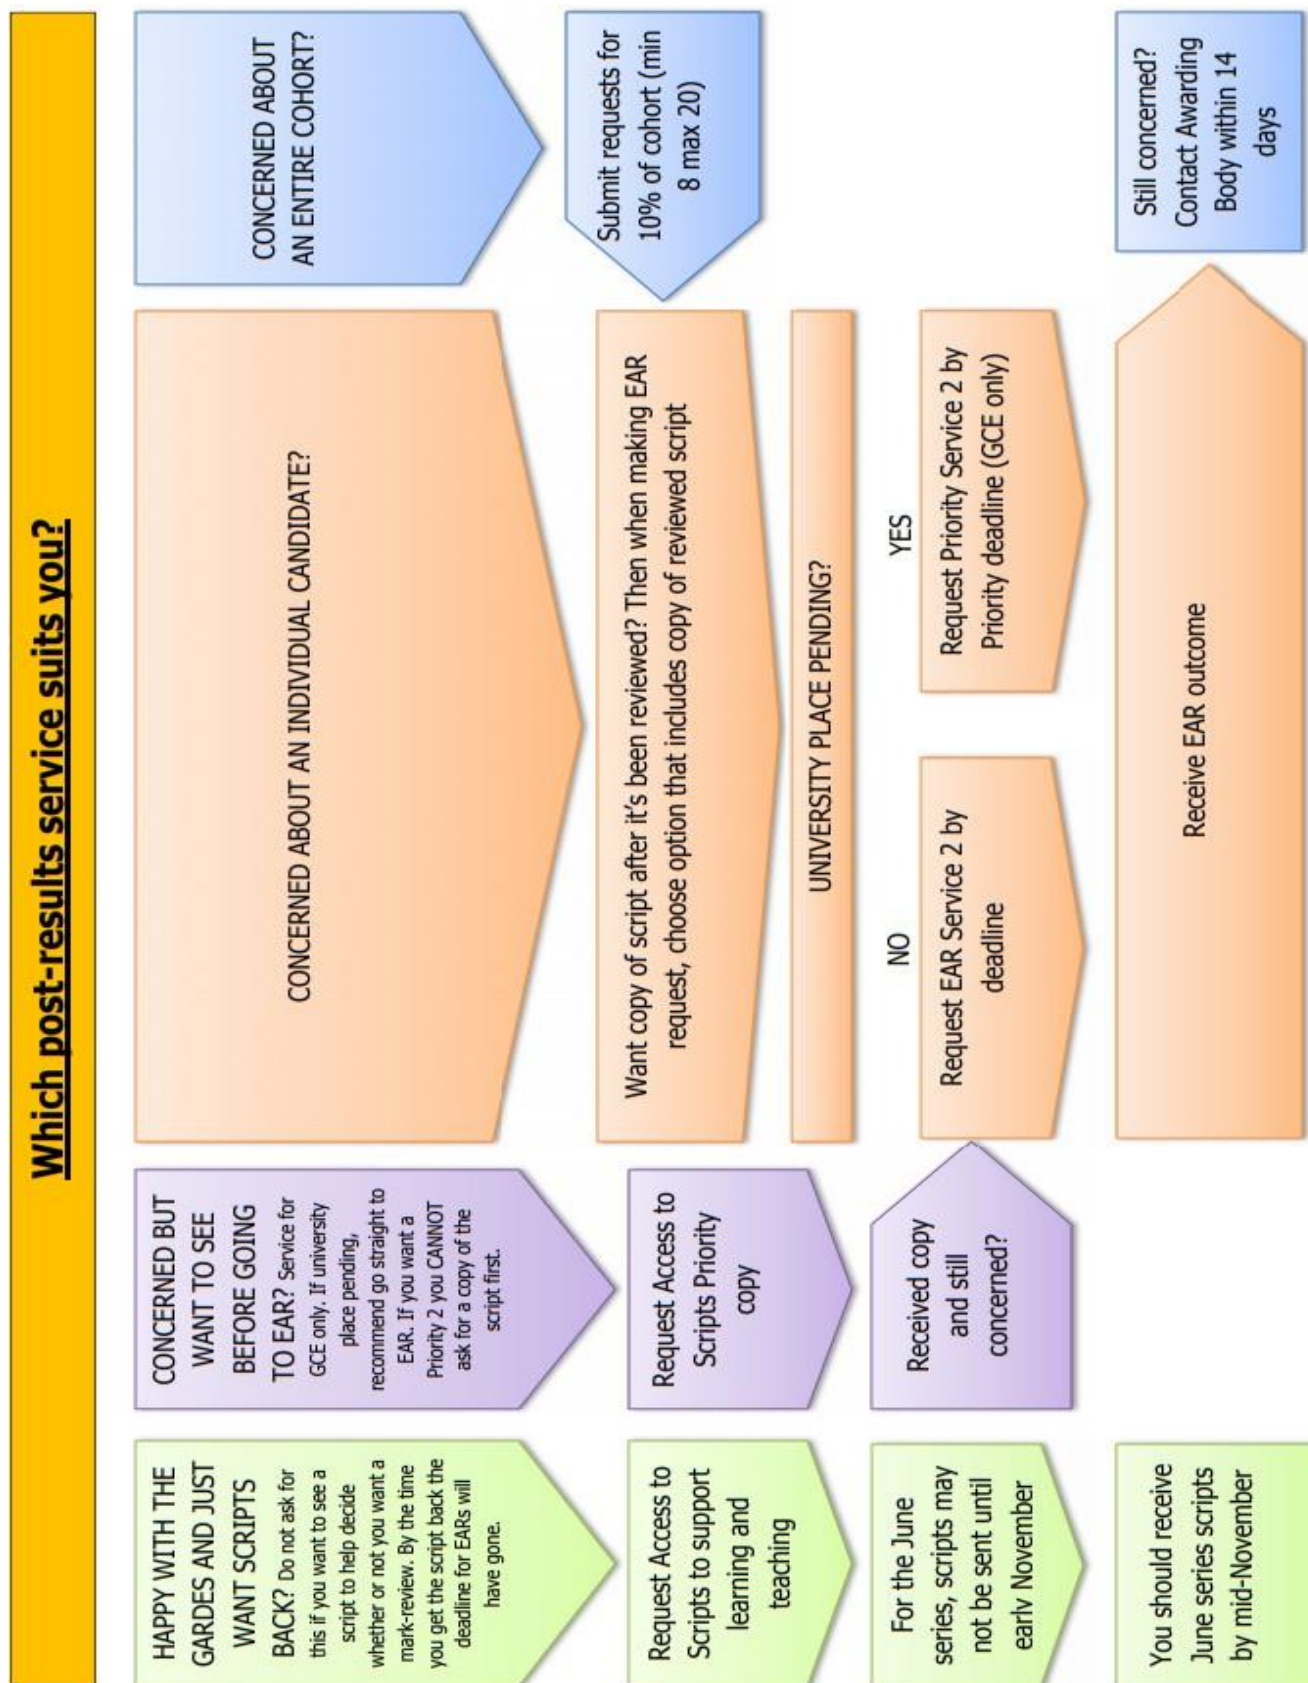 Which post-results service suits you?
HAPPY WITH THE
GARDES AND JUST
WANT SCRIPTS
BACK? Do not ask for
this if you want to see a
script to help decide
whether or not you want a
mark-review. By the time
you get the script back the
deadline for EARs will
have gone.
Request Access to
Scripts to support
learning and
teaching
For the June
series, scripts may
not be sent until
early November
You should receive
June series scripts
by mid-November
CONCERNED BUT
WANT TO SEE
BEFORE GOING
TO EAR? Service for
GCE only. If university
place pending,
recommend go straight to
EAR. If you want a
Priority 2 you CANNOT
ask for a copy of the
script first.
Request Access to
Scripts Priority
copy
Received copy
and still
concerned?
CONCERNED ABOUT AN INDIVIDUAL CANDIDATE?
Want copy of script after it's been reviewed? Then when making EAR
request, choose option that includes copy of reviewed script
UNIVERSITY PLACE PENDING?
NO
YES
Request EAR Service 2 by
deadline
Request Priority Service 2 by
Priority deadline (GCE only)
Receive EAR outcome
CONCERNED ABOUT
AN ENTIRE COHORT?
Submit requests for
10% of cohort (min
8 max 20)
Still concerned?
Contact Awarding
Body within 14
days